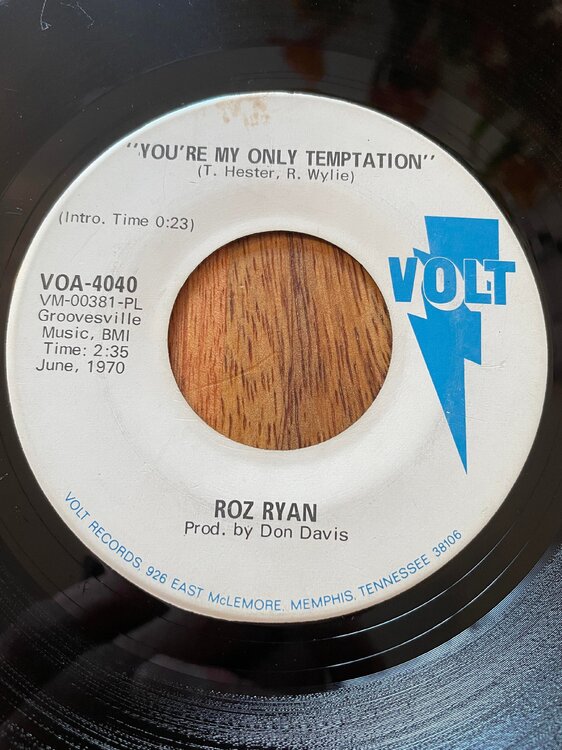 "YOU'RE MY ONLY TEMPTATION"
(T. Hester, R. Wylie)
(Intro. Time 0:23)
VOLT
VOA-4040
VM-00381-PL
Groovesville
Music, BMI
Time: 2:35
June, 1970
ROZ RYAN
Prod. by Don Davis
VOLT RECORDS, 926 EAST McLEMORE, MEMPHIS, TENNESSEE 38106